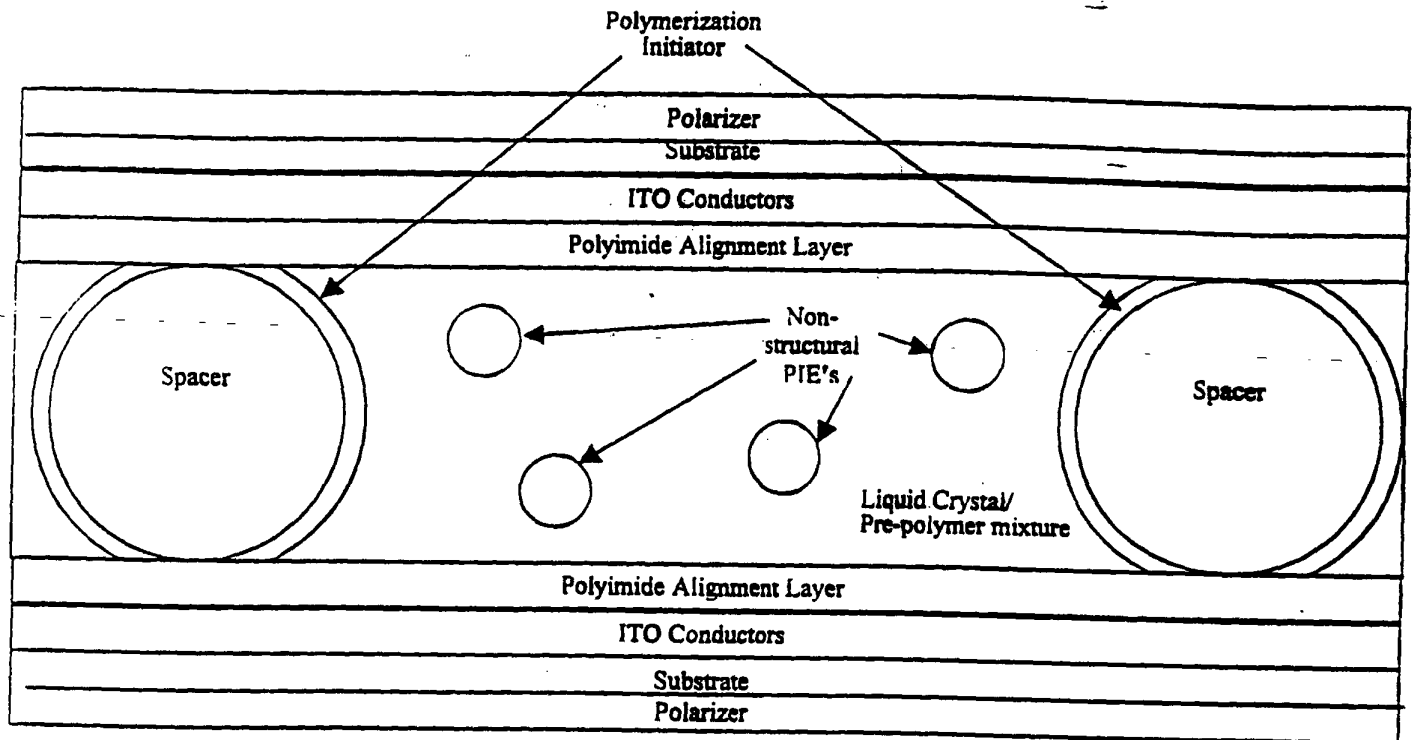 Polymerization
Initiator
Polarizer
Substrate
ITO Conductors
Polyimide Alignment Layer
Non-
structural
PIE's
Spacer
Spacer
Liquid Crystal/
Pre-polymer mixture
Polyimide Alignment Layer
ITO Conductors
Substrate
Polarizer